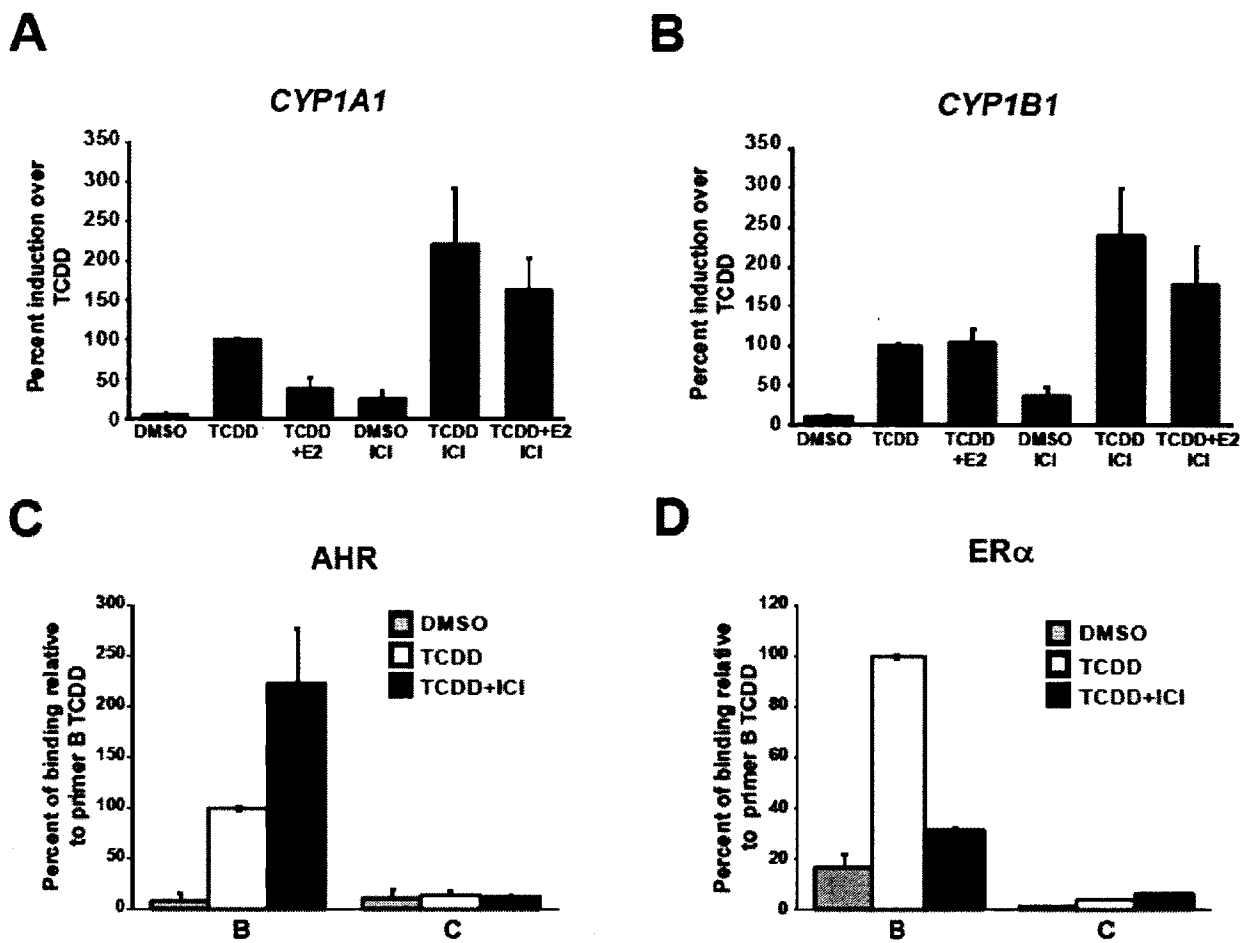 A
CYP1A1
Percent induction over
TCDD
350
300
250
200
150
100
50
0
DMSO
TCDD
TCDD
+E2
DMSO
ICI
TCDD
ICI
TCDD+E2
ICI
B
CYP1B1
Percent induction over
TCDD
350
300
250
200
150
100
50
0
DMSO
TCDD
TCDD
+E2
DMSO
ICI
TCDD
ICI
TCDD+E2
ICI
C
AHR
Percent of binding relative
to primer B TCDD
300
250
200
150
100
50
0
DMSO
TCDD
TCDD+ICI
B
C
D
ERα
Percent of binding relative
to primer B TCDD
120
100
80
60
40
20
0
DMSO
TCDD
TCDD+ICI
B
C